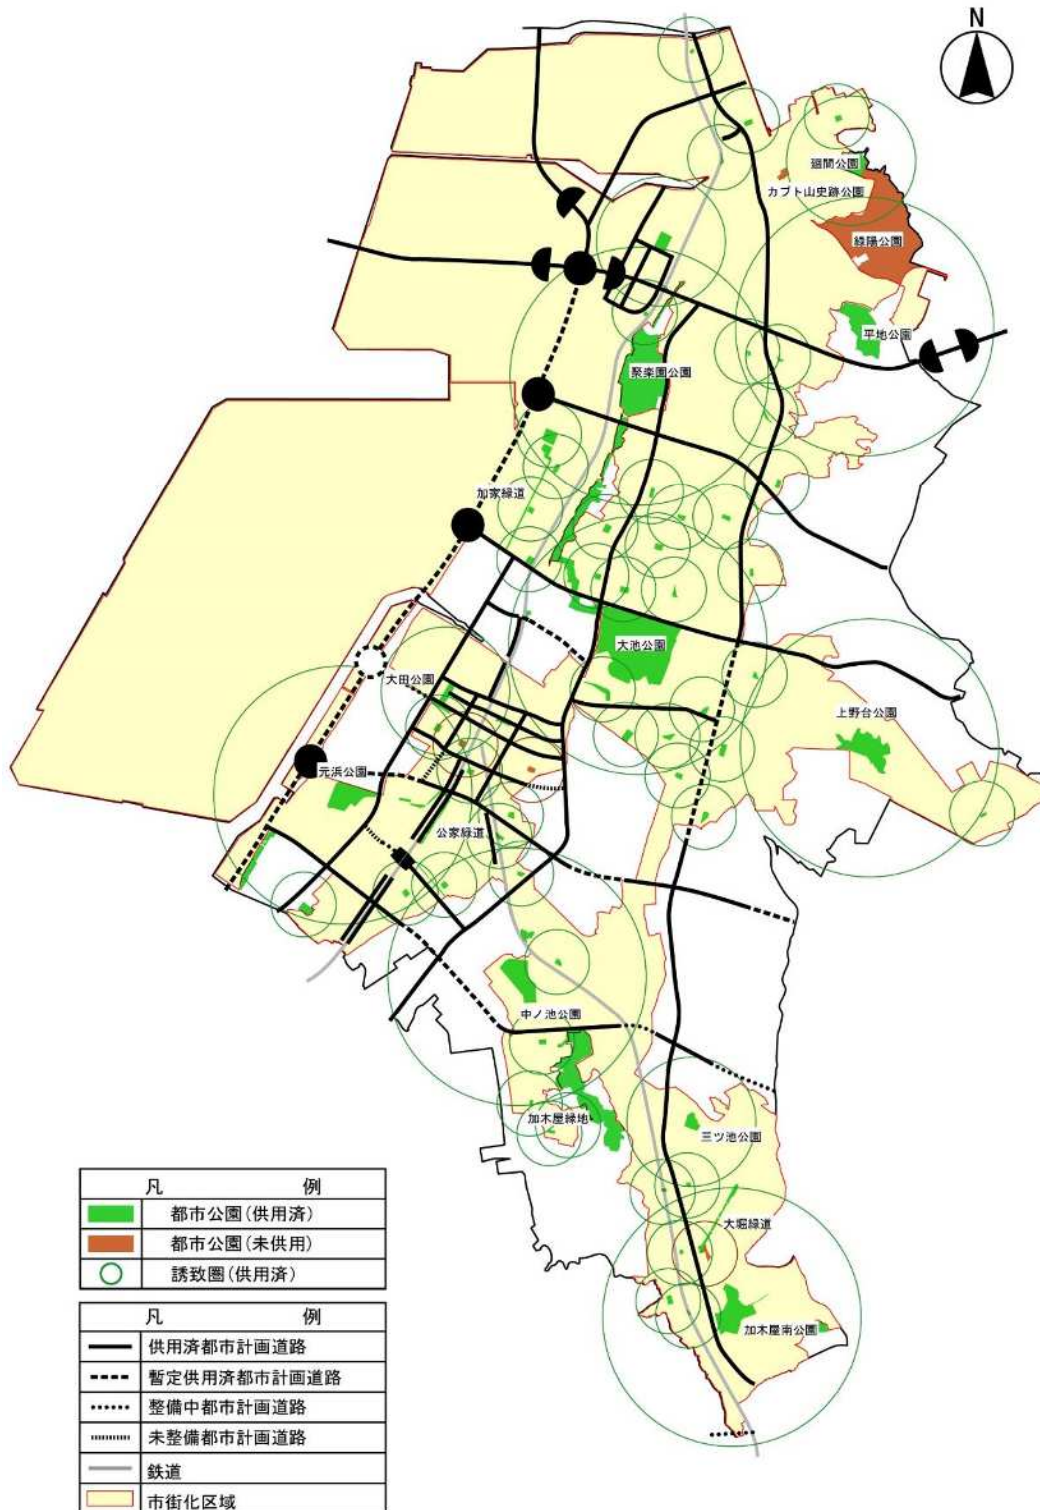 N
廻間公園
カブト山史跡公園
緑陽公園
平地公園
聚楽園公園
加家緑道
大池公園
大田公園
上野台公園
元浜公園
公家緑道
中ノ池公園
加木屋緑地
三ツ池公園
大堀緑道
加木屋南公園
凡 例
都市公園(供用済)
都市公園(未供用)
誘致圏(供用済)
凡 例
供用済都市計画道路
暫定供用済都市計画道路
整備中都市計画道路
未整備都市計画道路
鉄道
市街化区域